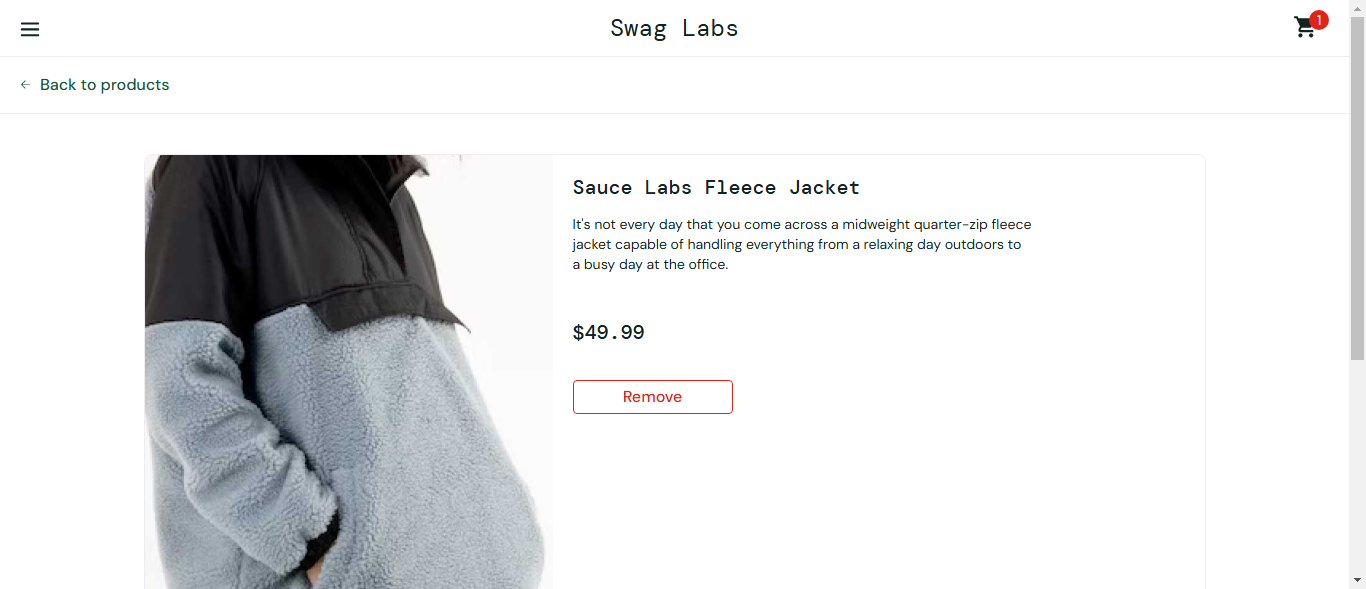 Swag Labs
1
Back to products
Sauce Labs Fleece Jacket
It's not every day that you come across a midweight quarter-zip fleece
jacket capable of handling everything from a relaxing day outdoors to
a busy day at the office.
$49.99
Remove